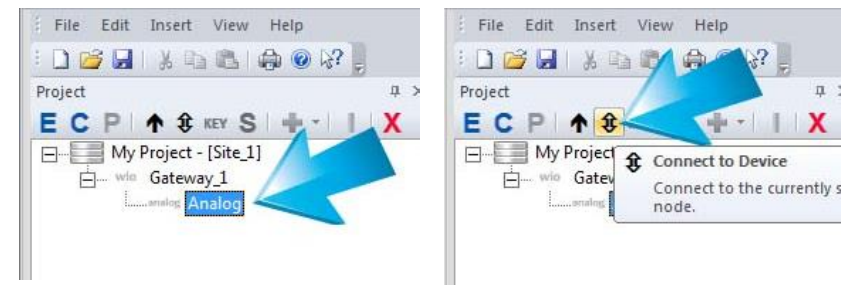 File Edit Insert View Help
Project
E C P KEY S I X
My Project - [Site_1]
wio Gateway_1
analog Analog
File Edit Insert View Help
Project
E C P I X
My Project
wio
analog
Connect to Device
Connect to the currently
node.